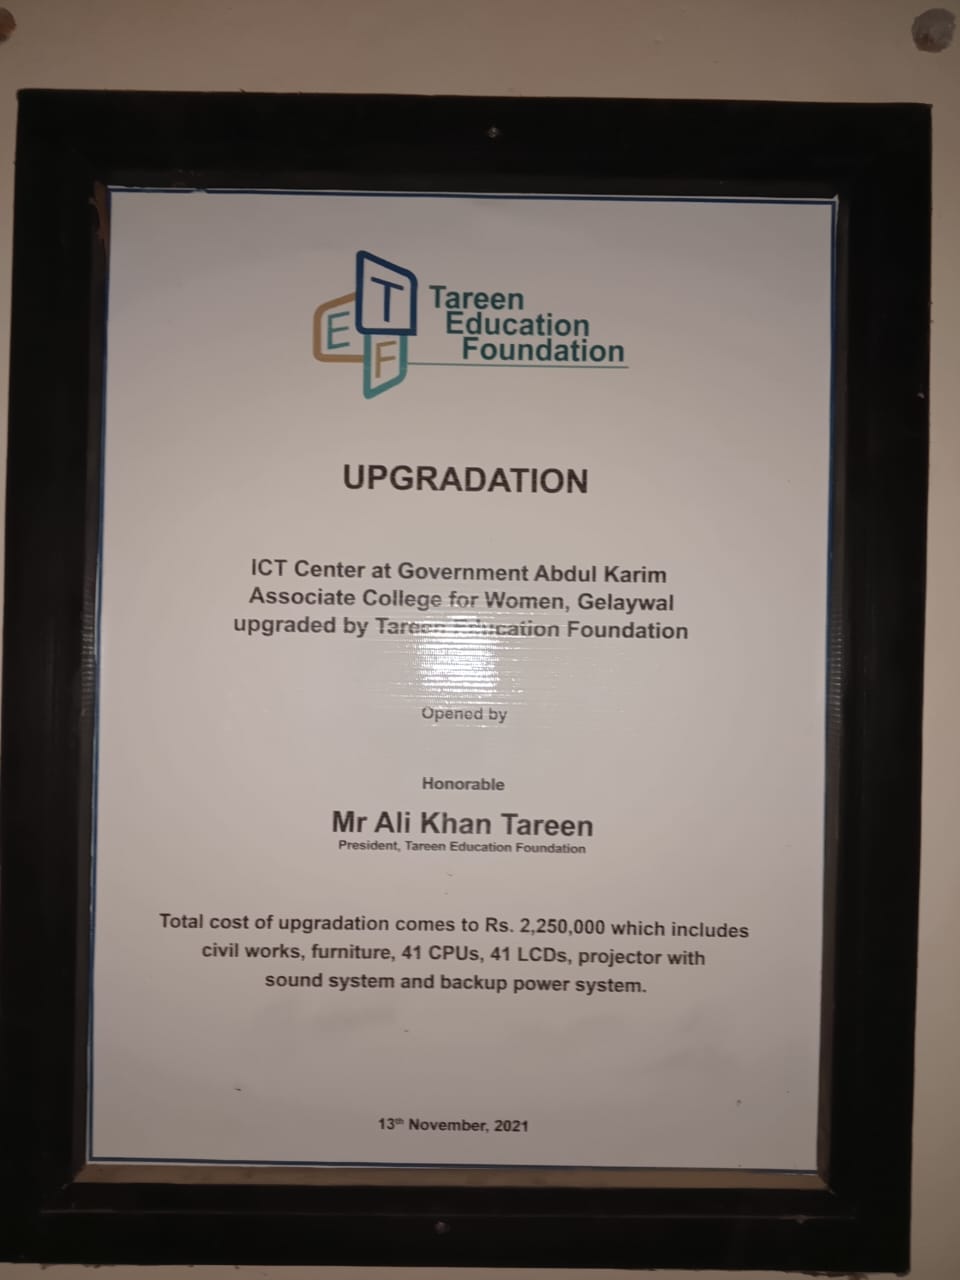 T
E
F
Tareen
Education
Foundation
UPGRADATION
ICT Center at Government Abdul Karim
Associate College for Women, Gelaywal
upgraded by Tareen Education Foundation
Opened by
Honorable
Mr Ali Khan Tareen
President, Tareen Education Foundation
Total cost of upgradation comes to Rs. 2,250,000 which includes
civil works, furniture, 41 CPUs, 41 LCDs, projector with
sound system and backup power system.
13th November, 2021